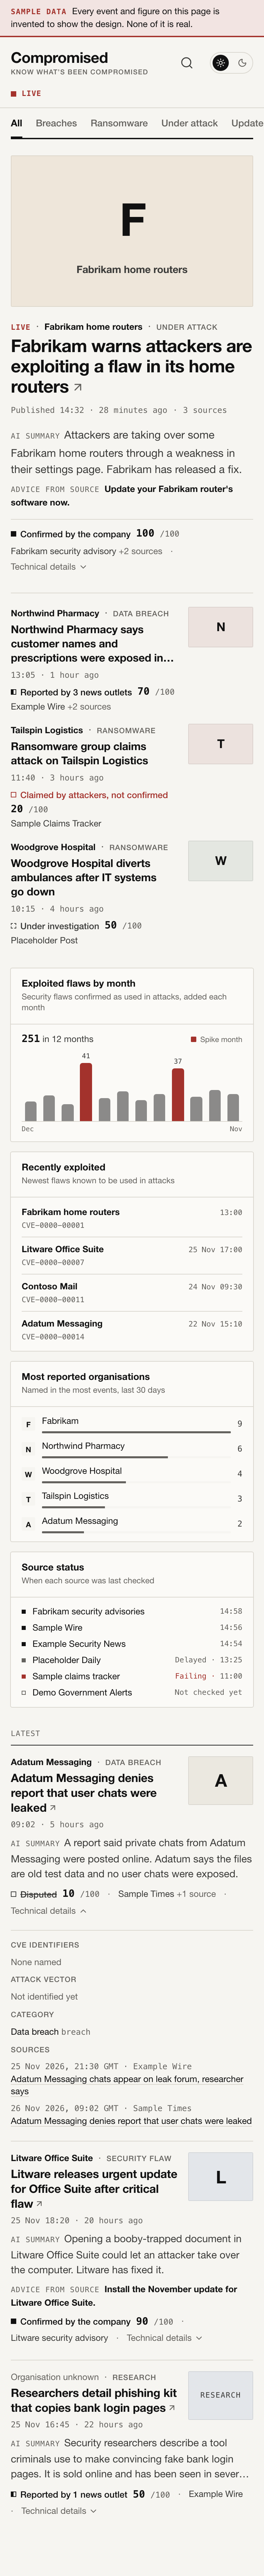 SAMPLE DATA Every event and figure on this page is
invented to show the design. None of it is real.
Compromised
KNOW WHAT'S BEEN COMPROMISED
LIVE
All Breaches Ransomware Under attack Update
F
Fabrikam home routers
LIVE · Fabrikam home routers · UNDER ATTACK
Fabrikam warns attackers are
exploiting a flaw in its home
routers ↗
Published 14:32 · 28 minutes ago · 3 sources
AI SUMMARY Attackers are taking over some
Fabrikam home routers through a weakness in
their settings page. Fabrikam has released a fix.
ADVICE FROM SOURCE Update your Fabrikam router's
software now.
Confirmed by the company 100 /100
Fabrikam security advisory +2 sources ·
Technical details
Northwind Pharmacy · DATA BREACH
Northwind Pharmacy says
customer names and
prescriptions were exposed in…
N
13:05 · 1 hour ago
Reported by 3 news outlets 70 /100
Example Wire +2 sources
Tailspin Logistics · RANSOMWARE
Ransomware group claims
attack on Tailspin Logistics
T
11:40 · 3 hours ago
Claimed by attackers, not confirmed
20 /100
Sample Claims Tracker
Woodgrove Hospital · RANSOMWARE
Woodgrove Hospital diverts
ambulances after IT systems
go down
W
10:15 · 4 hours ago
Under investigation 50 /100
Placeholder Post
Exploited flaws by month
Security flaws confirmed as used in attacks, added each
month
251 in 12 months
Spike month
41
37
Dec
Nov
Recently exploited
Newest flaws known to be used in attacks
Fabrikam home routers 13:00
CVE-0000-00001
Litware Office Suite 25 Nov 17:00
CVE-0000-00007
Contoso Mail 24 Nov 09:30
CVE-0000-00011
Adatum Messaging 22 Nov 15:10
CVE-0000-00014
Most reported organisations
Named in the most events, last 30 days
F Fabrikam 9
N Northwind Pharmacy 6
W Woodgrove Hospital 4
T Tailspin Logistics 3
A Adatum Messaging 2
Source status
When each source was last checked
Fabrikam security advisories 14:58
Sample Wire 14:56
Example Security News 14:54
Placeholder Daily Delayed · 13:25
Sample claims tracker Failing · 11:00
Demo Government Alerts Not checked yet
LATEST
Adatum Messaging · DATA BREACH
Adatum Messaging denies
report that user chats were
leaked ↗
A
09:02 · 5 hours ago
AI SUMMARY A report said private chats from Adatum
Messaging were posted online. Adatum says the files
are old test data and no user chats were exposed.
Disputed 10 /100 · Sample Times +1 source ·
Technical details
CVE IDENTIFIERS
None named
ATTACK VECTOR
Not identified yet
CATEGORY
Data breach breach
SOURCES
25 Nov 2026, 21:30 GMT · Example Wire
Adatum Messaging chats appear on leak forum, researcher
says
26 Nov 2026, 09:02 GMT · Sample Times
Adatum Messaging denies report that user chats were leaked
Litware Office Suite · SECURITY FLAW
Litware releases urgent update
for Office Suite after critical
flaw ↗
L
25 Nov 18:20 · 20 hours ago
AI SUMMARY Opening a booby-trapped document in
Litware Office Suite could let an attacker take over
the computer. Litware has fixed it.
ADVICE FROM SOURCE Install the November update for
Litware Office Suite.
Confirmed by the company 90 /100 ·
Litware security advisory · Technical details
Organisation unknown · RESEARCH
Researchers detail phishing kit
that copies bank login pages ↗
RESEARCH
25 Nov 16:45 · 22 hours ago
AI SUMMARY Security researchers describe a tool
criminals use to make convincing fake bank login
pages. It is sold online and has been seen in sever…
Reported by 1 news outlet 50 /100 · Example Wire
· Technical details